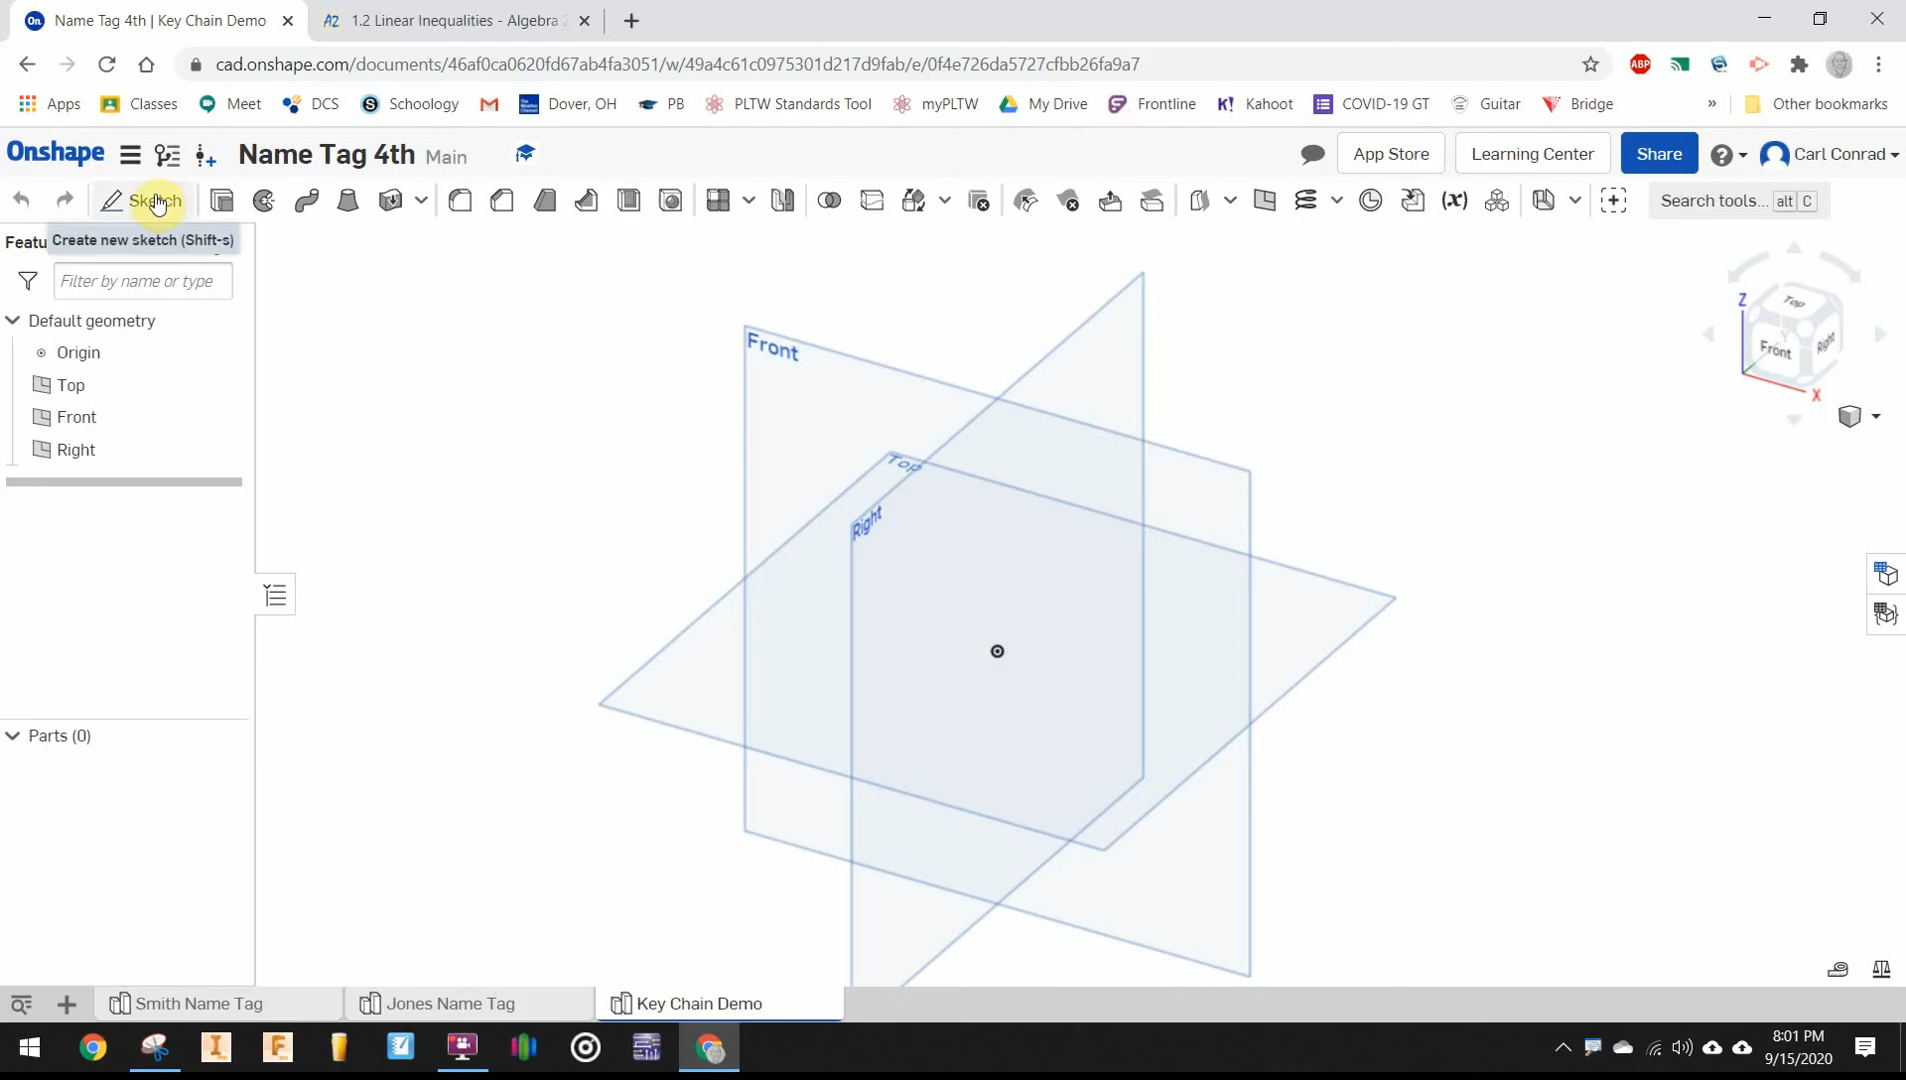 Name Tag 4th | Key Chain Demo
A2 1.2 Linear Inequalities - Algebra 2
cad.onshape.com/documents/46af0ca0620fd67ab4fa3051/w/49a4c61c0975301d217d9fab/e/0f4e726da5727cfbb26fa9a7
ABP
Apps Classes Meet DCS Schoology Dover, OH PB PLTW Standards Tool myPLTW My Drive Frontline Kahoot COVID-19 GT Guitar Bridge » Other bookmarks
Onshape Name Tag 4th Main App Store Learning Center Share Carl Conrad
Sketch (x) Search tools... alt C
Featu
Create new sketch (Shift-s)
Filter by name or type
Default geometry
Origin
Top
Front
Right
Parts (0)
Front
Top
Right
Z
Top
Front
Right
Y
X
Smith Name Tag Jones Name Tag Key Chain Demo
8:01 PM
9/15/2020